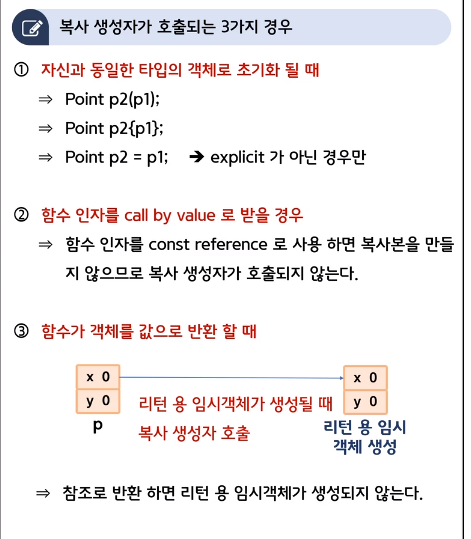 복사 생성자가 호출되는 3가지 경우
① 자신과 동일한 타입의 객체로 초기화 될 때
⇒ Point p2(p1);
⇒ Point p2{p1};
⇒ Point p2 = p1; ➔ explicit 가 아닌 경우만
② 함수 인자를 call by value 로 받을 경우
⇒ 함수 인자를 const reference 로 사용 하면 복사본을 만들
지 않으므로 복사 생성자가 호출되지 않는다.
③ 함수가 객체를 값으로 반환 할 때
x 0
y 0
p
리턴 용 임시객체가 생성될 때
복사 생성자 호출
x 0
y 0
리턴 용 임시
객체 생성
⇒ 참조로 반환 하면 리턴 용 임시객체가 생성되지 않는다.